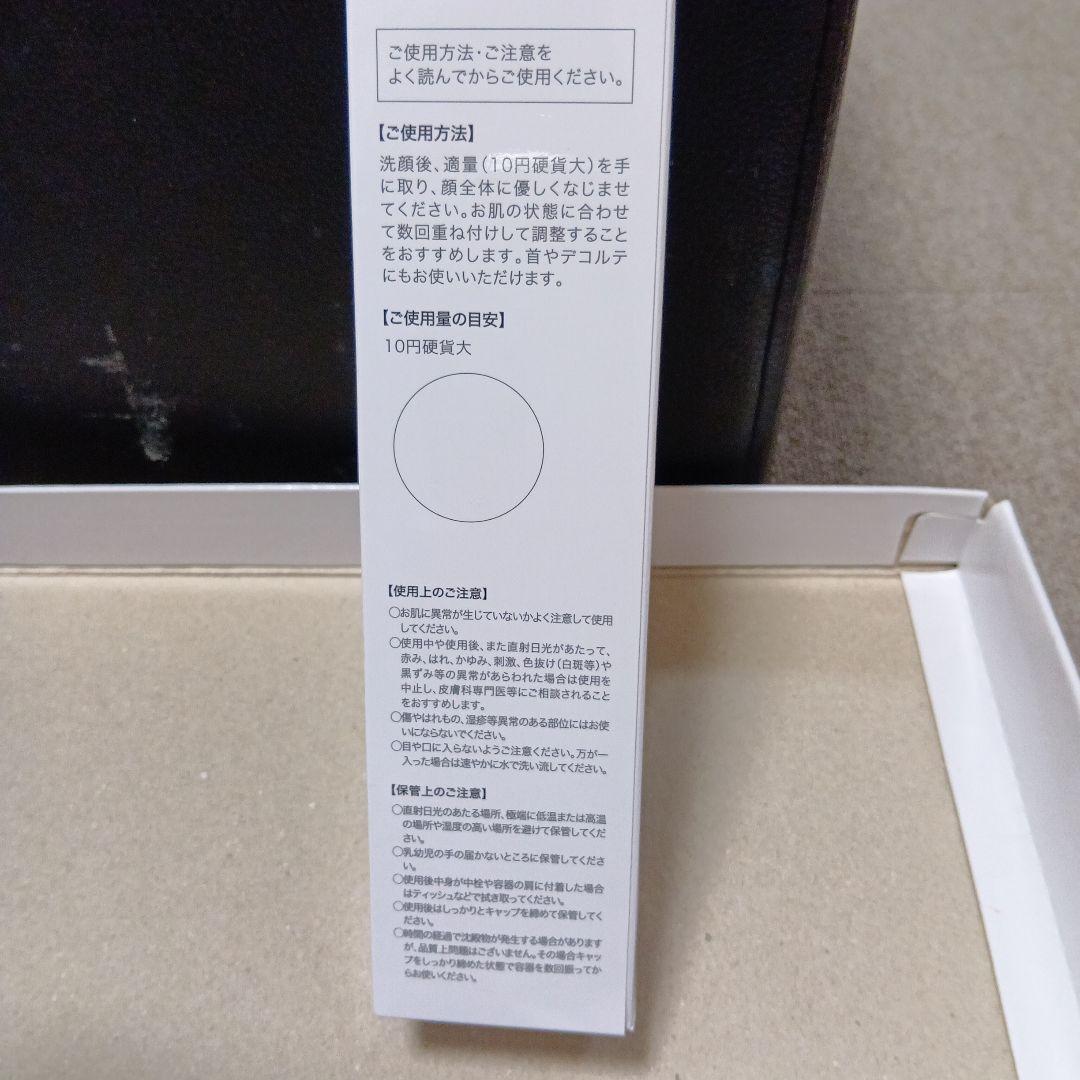 ご使用方法・ご注意を
よく読んでからご使用ください。
【ご使用方法】
洗顔後、適量(10円硬貨大)を手
に取り、顔全体に優しくなじませ
てください。お肌の状態に合わせ
て数回重ね付けして調整すること
をおすすめします。首やデコルテ
にもお使いいただけます。
【ご使用量の目安】
10円硬貨大
【使用上のご注意】
○お肌に異常が生じていないかよく注意して使用
してください。
○使用中や使用後、また直射日光があたって、
赤み、はれ、かゆみ、刺激、色抜け(白斑等)や
黒ずみ等の異常があらわれた場合は使用を
中止し、皮膚科専門医等にご相談されること
をおすすめします。
○傷やはれもの、湿疹等異常のある部位にはお使
いにならないでください。
○目や口に入らないようご注意ください。万が一
入った場合は速やかに水で洗い流してください。
【保管上のご注意】
○直射日光のあたる場所、極端に低温または高温
の場所や湿度の高い場所を避けて保管してくだ
さい。
○乳幼児の手の届かないところに保管してくださ
い。
○使用後中身が中栓や容器の肩に付着した場合
はティッシュなどで拭き取ってください。
○使用後はしっかりとキャップを締めて保管してく
ださい。
○時間の経過で沈殿物が発生する場合があります
が、品質上問題はございません。その場合キャッ
プをしっかり締めた状態で容器を数回振ってか
らお使いください。